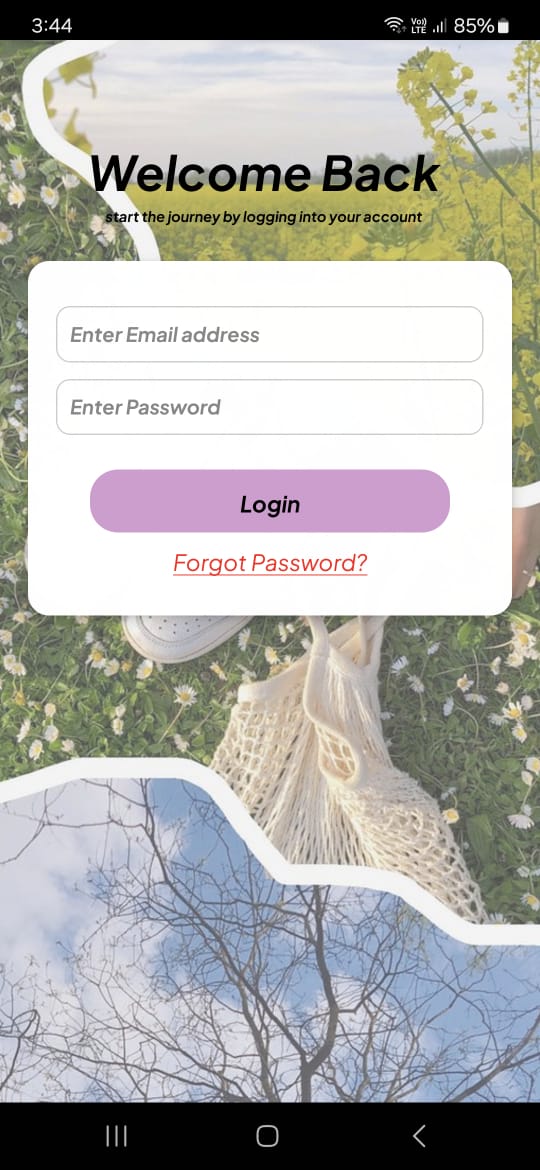 3:44
Vo))
LTE
85%
Welcome Back
start the journey by logging into your account
Enter Email address
Enter Password
Login
Forgot Password?